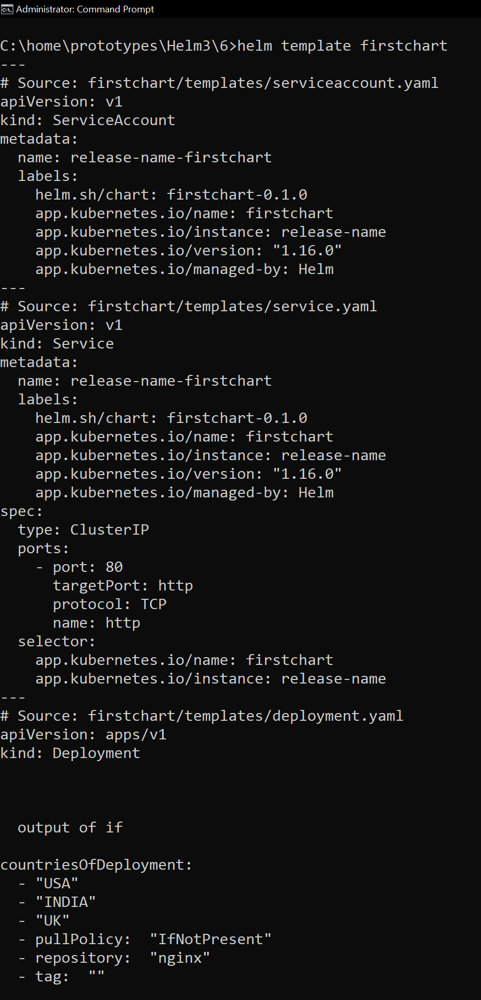 Administrator: Command Prompt
C:\home\prototypes\Helm3\6>helm template firstchart
---
# Source: firstchart/templates/serviceaccount.yaml
apiVersion: v1
kind: ServiceAccount
metadata:
  name: release-name-firstchart
  labels:
    helm.sh/chart: firstchart-0.1.0
    app.kubernetes.io/name: firstchart
    app.kubernetes.io/instance: release-name
    app.kubernetes.io/version: "1.16.0"
    app.kubernetes.io/managed-by: Helm
---
# Source: firstchart/templates/service.yaml
apiVersion: v1
kind: Service
metadata:
  name: release-name-firstchart
  labels:
    helm.sh/chart: firstchart-0.1.0
    app.kubernetes.io/name: firstchart
    app.kubernetes.io/instance: release-name
    app.kubernetes.io/version: "1.16.0"
    app.kubernetes.io/managed-by: Helm
spec:
  type: ClusterIP
  ports:
    - port: 80
      targetPort: http
      protocol: TCP
      name: http
  selector:
    app.kubernetes.io/name: firstchart
    app.kubernetes.io/instance: release-name
---
# Source: firstchart/templates/deployment.yaml
apiVersion: apps/v1
kind: Deployment
  output of if
countriesOfDeployment:
  - "USA"
  - "INDIA"
  - "UK"
  - pullPolicy:  "IfNotPresent"
  - repository:  "nginx"
  - tag:  ""